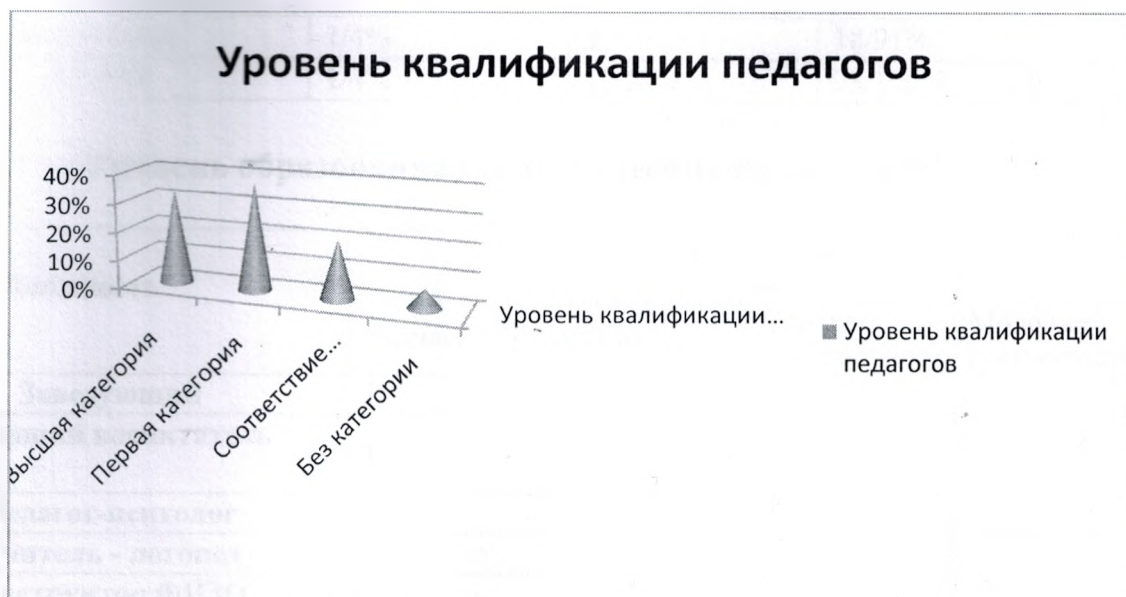 Уровень квалификации педагогов
40%
30%
20%
10%
0%
Высшая категория
Первая категория
Соответствие...
Без категории
Уровень квалификации...
Уровень квалификации
педагогов